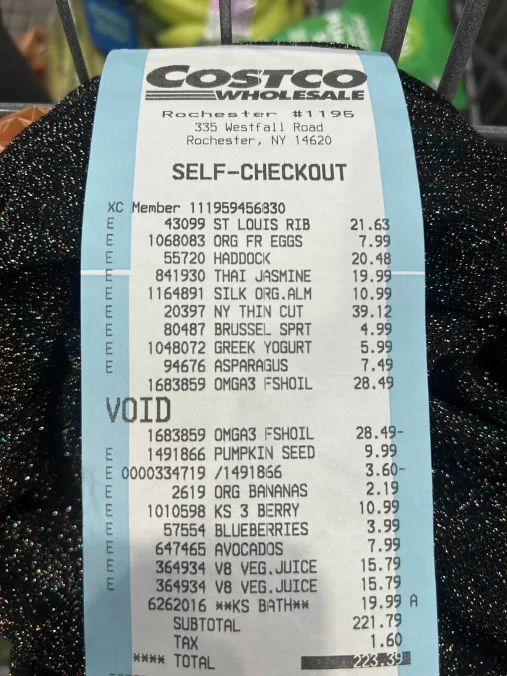 COSTCO
WHOLESALE
Rochester #1195
335 Westfall Road
Rochester, NY 14620
SELF-CHECKOUT
XC Member 111959456830
E 43099 ST LOUIS RIB 21.63
E 1068083 ORG FR EGGS 7.99
E 55720 HADDOCK 20.48
E 841930 THAI JASMINE 19.99
E 1164891 SILK ORG.ALM 10.99
E 20397 NY THIN CUT 39.12
E 80487 BRUSSEL SPRT 4.99
E 1048072 GREEK YOGURT 5.99
E 94676 ASPARAGUS 7.49
1683859 OMGA3 FSHOIL 28.49
VOID
1683859 OMGA3 FSHOIL 28.49-
E 1491866 PUMPKIN SEED 9.99
E 0000334719 /1491866 3.60-
E 2619 ORG BANANAS 2.19
E 1010598 KS 3 BERRY 10.99
E 57554 BLUEBERRIES 3.99
E 647465 AVOCADOS 7.99
E 364934 V8 VEG.JUICE 15.79
E 364934 V8 VEG.JUICE 15.79
6262016 **KS BATH** 19.99 A
SUBTOTAL 221.79
TAX 1.60
**** TOTAL 223.39